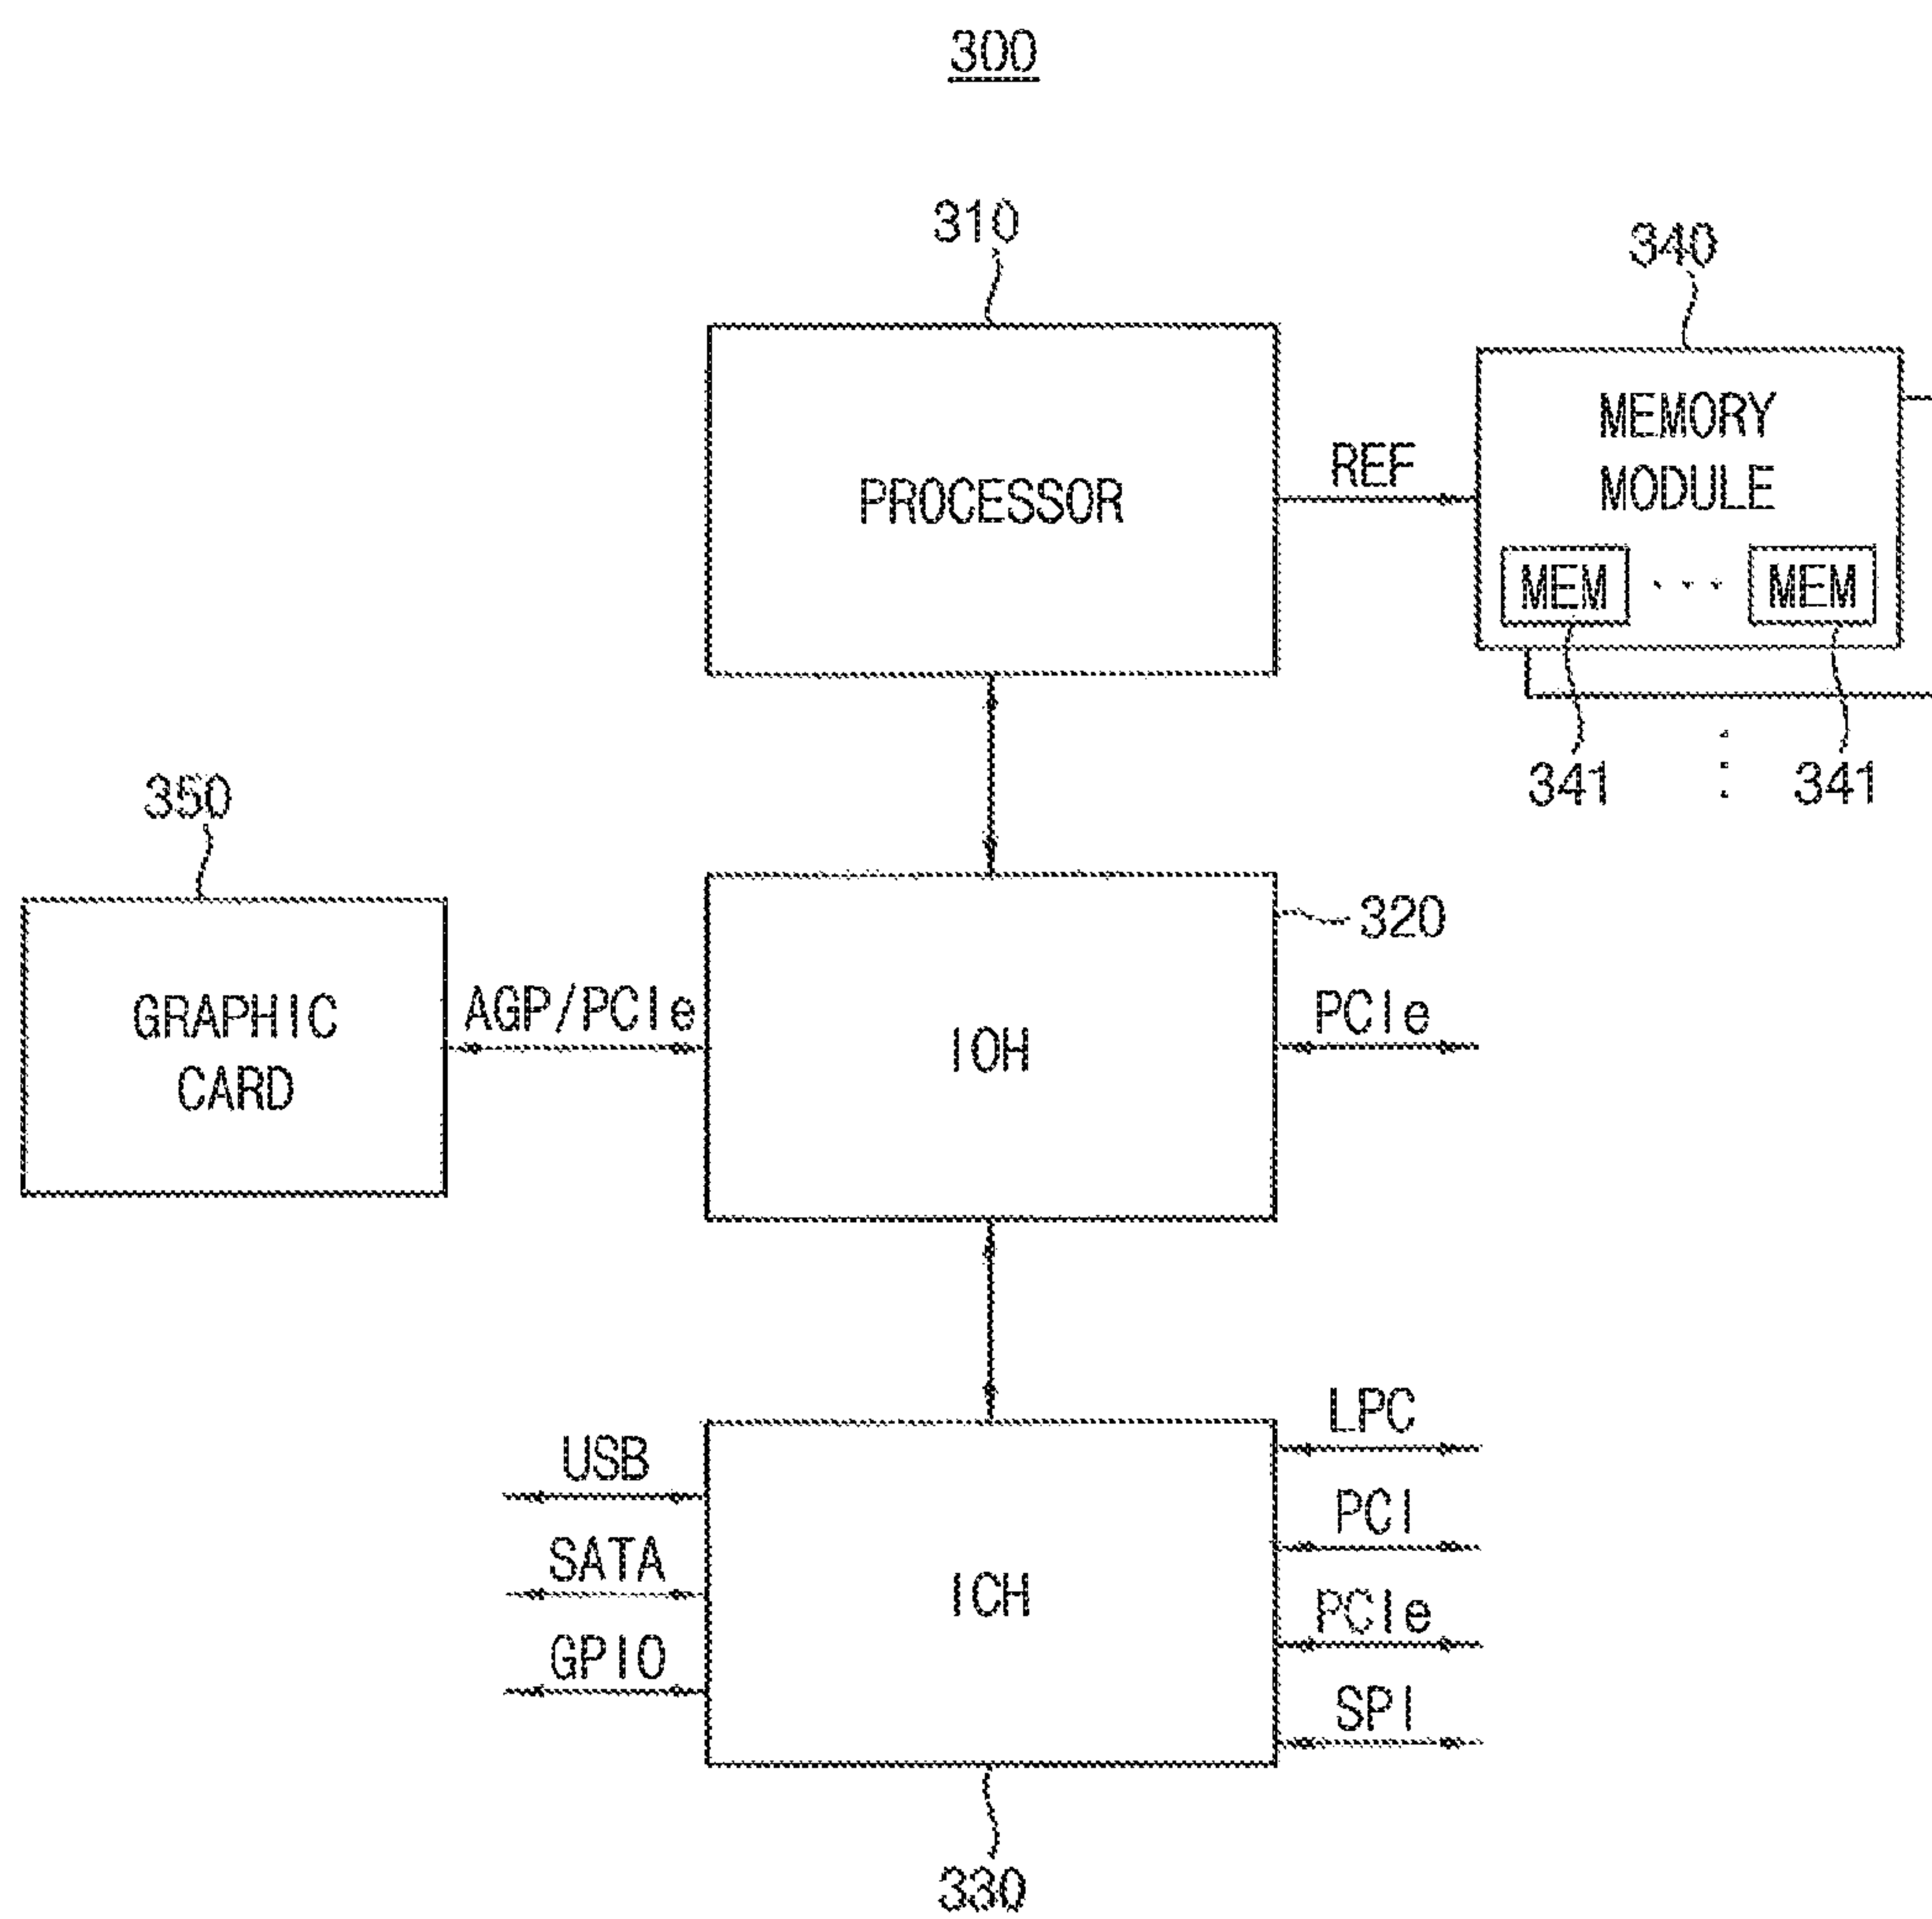 300
310
340
PROCESSOR
REF
MEMORY
MODULE
MEM ... MEM
341
341
350
320
GRAPHIC
CARD
AGP/PCIe
IOH
PCIe
USB
SATA
GPIO
ICH
LPC
PCI
PCIe
SPI
330